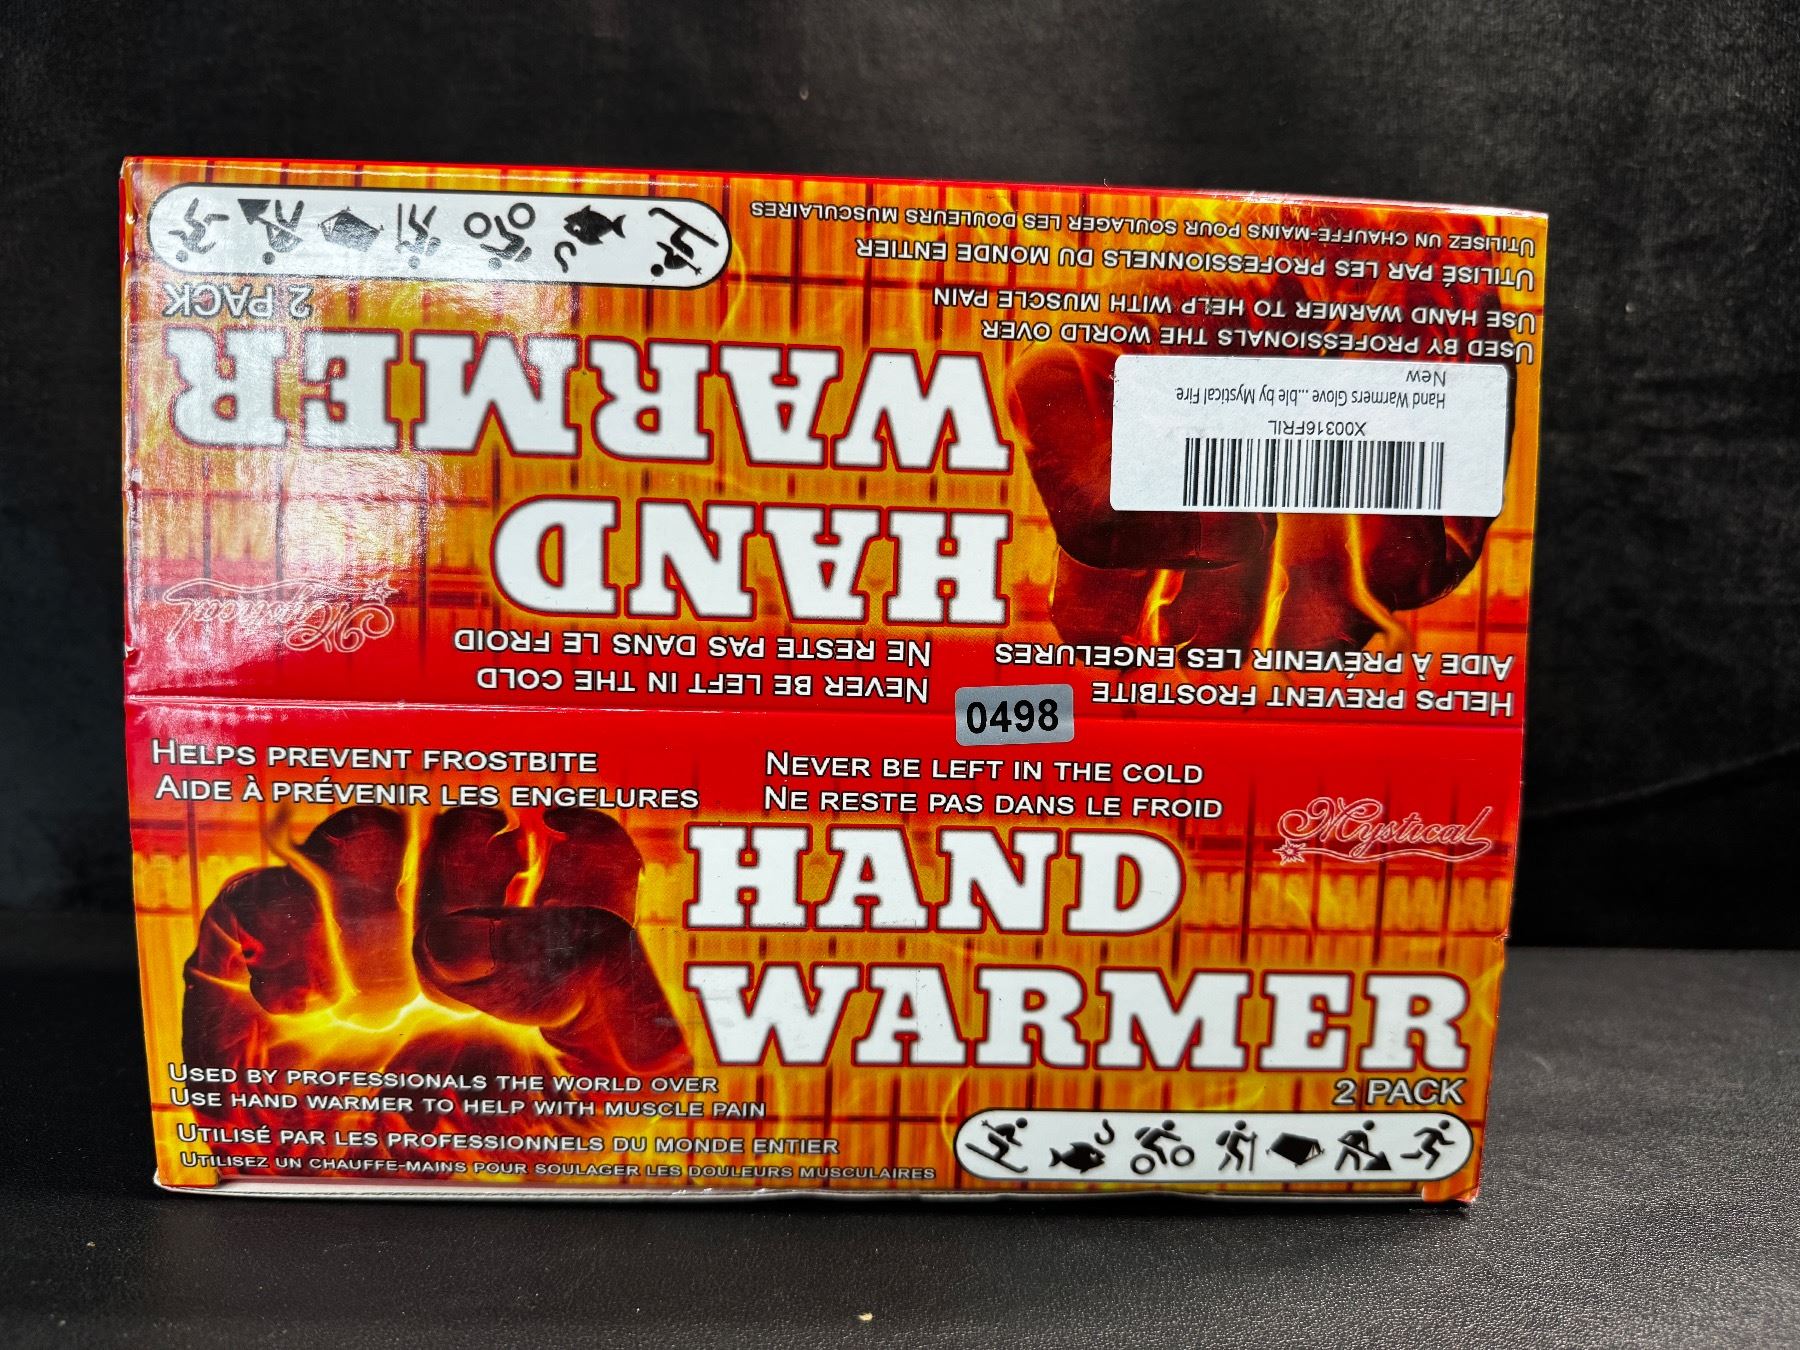 UTILISEZ UN CHAUFFE-MAINS POUR SOULAGER LES DOULEURS MUSCULAIRES
UTILISÉ PAR LES PROFESSIONNELS DU MONDE ENTIER
USE HAND WARMER TO HELP WITH MUSCLE PAIN
USED BY PROFESSIONALS THE WORLD OVER
2 PACK
WARMER
HAND
Mystical
New
Hand Warmers Glove ...ble by Mystical Fire
X00316FRIL
NE RESTE PAS DANS LE FROID
NEVER BE LEFT IN THE COLD
AIDE À PRÉVENIR LES ENGELURES
HELPS PREVENT FROSTBITE
0498
HELPS PREVENT FROSTBITE
AIDE À PRÉVENIR LES ENGELURES
NEVER BE LEFT IN THE COLD
NE RESTE PAS DANS LE FROID
Mystical
HAND
WARMER
2 PACK
USED BY PROFESSIONALS THE WORLD OVER
USE HAND WARMER TO HELP WITH MUSCLE PAIN
UTILISÉ PAR LES PROFESSIONNELS DU MONDE ENTIER
UTILISEZ UN CHAUFFE-MAINS POUR SOULAGER LES DOULEURS MUSCULAIRES